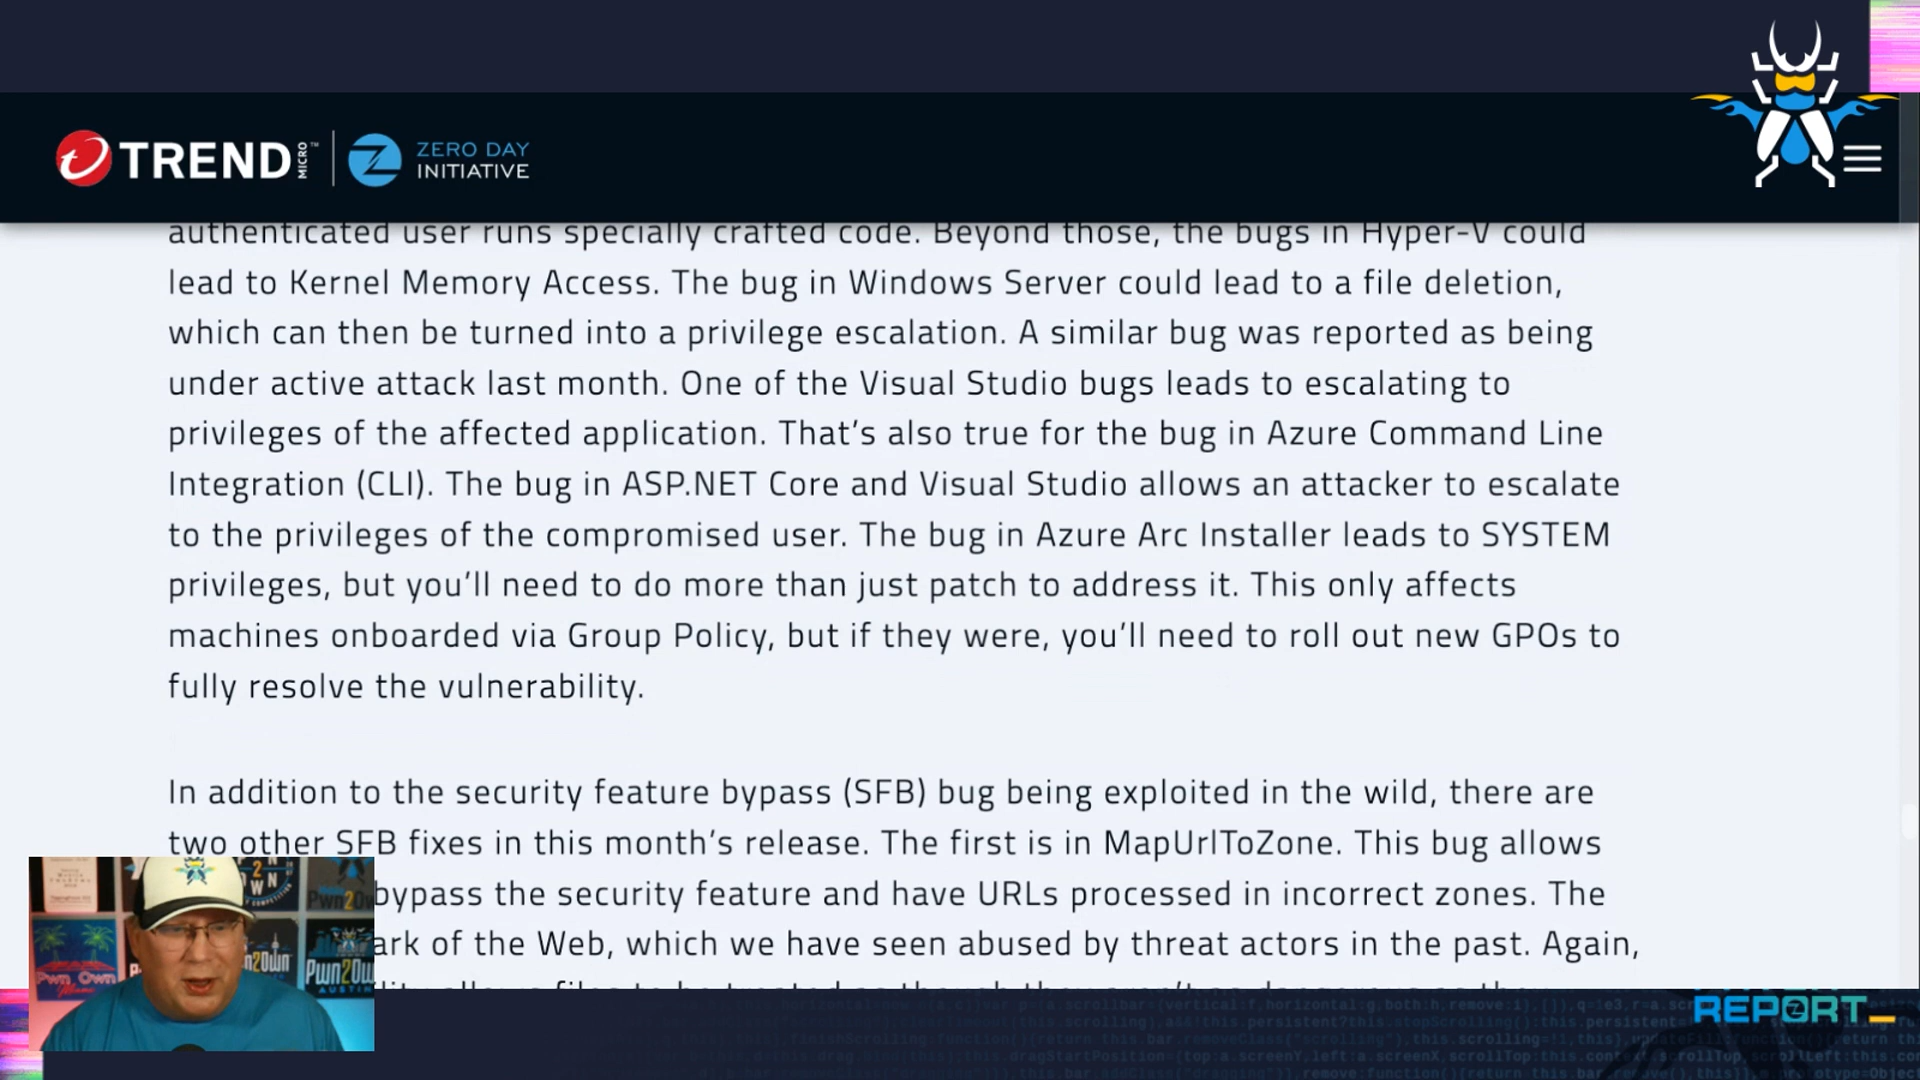 TREND MICRO™
ZERO DAY
INITIATIVE
authenticated user runs specially crafted code. Beyond those, the bugs in Hyper-V could
lead to Kernel Memory Access. The bug in Windows Server could lead to a file deletion,
which can then be turned into a privilege escalation. A similar bug was reported as being
under active attack last month. One of the Visual Studio bugs leads to escalating to
privileges of the affected application. That’s also true for the bug in Azure Command Line
Integration (CLI). The bug in ASP.NET Core and Visual Studio allows an attacker to escalate
to the privileges of the compromised user. The bug in Azure Arc Installer leads to SYSTEM
privileges, but you’ll need to do more than just patch to address it. This only affects
machines onboarded via Group Policy, but if they were, you’ll need to roll out new GPOs to
fully resolve the vulnerability.
In addition to the security feature bypass (SFB) bug being exploited in the wild, there are
two other SFB fixes in this month’s release. The first is in MapUrlToZone. This bug allows
bypass the security feature and have URLs processed in incorrect zones. The
ark of the Web, which we have seen abused by threat actors in the past. Again,
Pwn Own
Pwn2Ow
AUSTIN
REPORT_